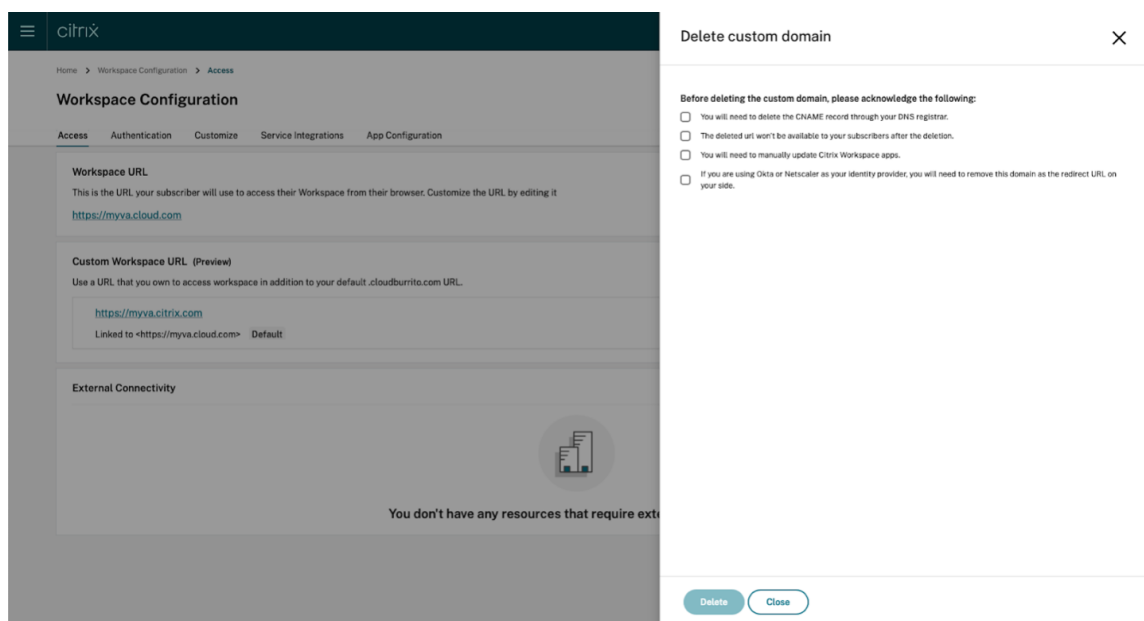 citrix
Home > Workspace Configuration > Access
Workspace Configuration
Access Authentication Customize Service Integrations App Configuration
Workspace URL
This is the URL your subscriber will use to access their Workspace from their browser. Customize the URL by editing it
https://myva.cloud.com
Custom Workspace URL (Preview)
Use a URL that you own to access workspace in addition to your default .cloudburrito.com URL.
https://myva.citrix.com
Linked to <https://myva.cloud.com> Default
External Connectivity
You don't have any resources that require exte
Delete custom domain
Before deleting the custom domain, please acknowledge the following:
You will need to delete the CNAME record through your DNS registrar.
The deleted url won't be available to your subscribers after the deletion.
You will need to manually update Citrix Workspace apps.
If you are using Okta or Netscaler as your identity provider, you will need to remove this domain as the redirect URL on
your side.
Delete Close